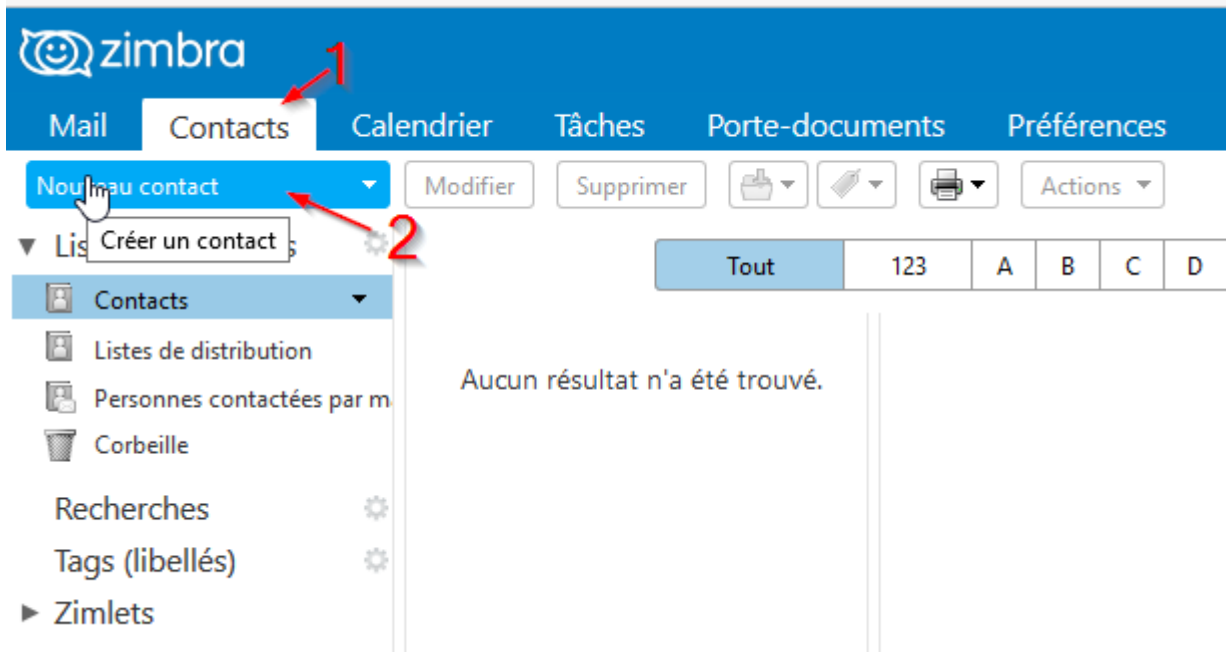 zimbra
1
Mail Contacts Calendrier Tâches Porte-documents Préférences
Nouveau contact Modifier Supprimer Actions
2
Créer un contact
Lis s
Tout 123 A B C D
Contacts
Listes de distribution
Personnes contactées par m
Aucun résultat n'a été trouvé.
Corbeille
Recherches
Tags (libellés)
Zimlets